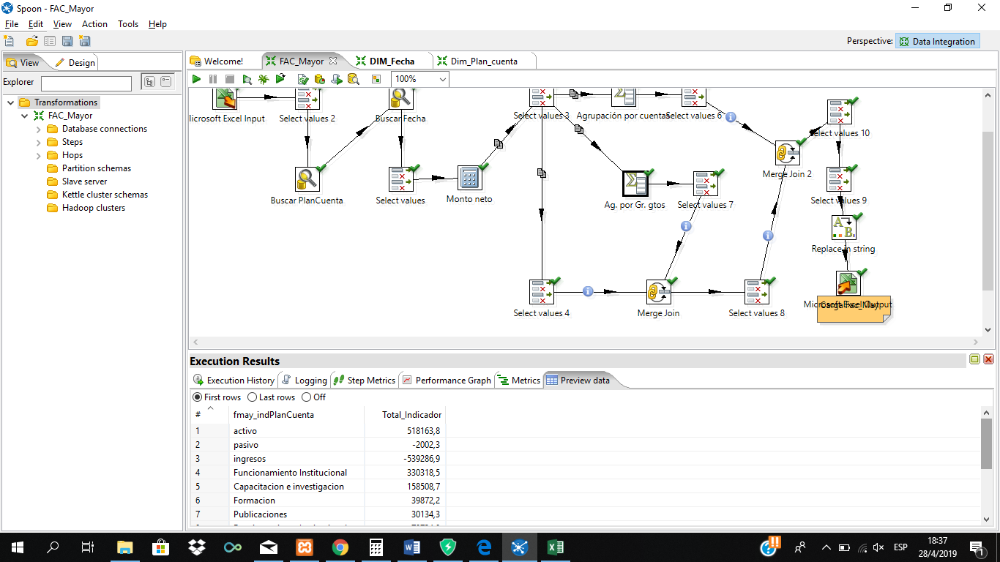 Spoon - FAC_Mayor
File Edit View Action Tools Help
Perspective: Data Integration
View Design
Explorer
Transformations
FAC_Mayor
Database connections
Steps
Hops
Partition schemas
Slave server
Kettle cluster schemas
Hadoop clusters
Welcome! FAC_Mayor DIM_Fecha Dim_Plan_cuenta
100%
Microsoft Excel Input Select values 2 Buscar Fecha Select values 3 Agrupación por cuentas Select values 6 Select values 10
Buscar PlanCuenta Select values Monto neto Ag. por Gr. gtos Select values 7 Merge Join 2 Select values 9
Replace in string
Microsoft Excel Output
Carga Fac_May
Select values 4 Merge Join Select values 8
Execution Results
Execution History Logging Step Metrics Performance Graph Metrics Preview data
First rows Last rows Off
# fmay_indPlanCuenta Total_Indicador
1 activo 518163,8
2 pasivo -2002,3
3 ingresos -539286,9
4 Funcionamiento Institucional 330318,5
5 Capacitacion e investigacion 158508,7
6 Formacion 39872,2
7 Publicaciones 30134,3
ESP
18:37
28/4/2019
1